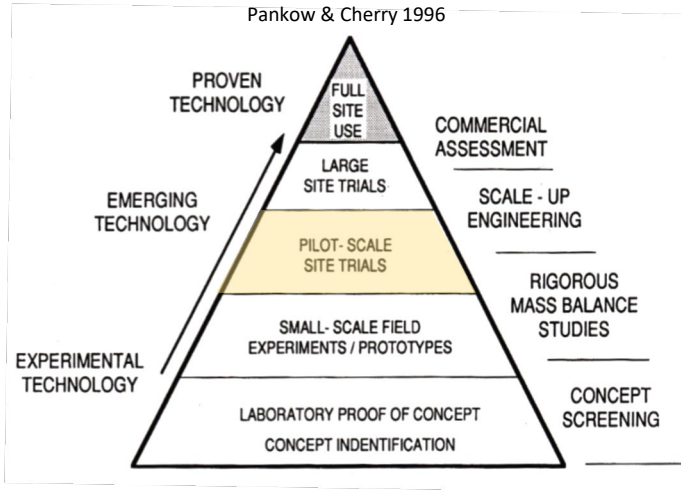 Pankow & Cherry 1996
PROVEN
TECHNOLOGY
EMERGING
TECHNOLOGY
EXPERIMENTAL
TECHNOLOGY
FULL
SITE
USE
LARGE
SITE TRIALS
PILOT- SCALE
SITE TRIALS
SMALL- SCALE FIELD
EXPERIMENTS / PROTOTYPES
LABORATORY PROOF OF CONCEPT
CONCEPT INDENTIFICATION
COMMERCIAL
ASSESSMENT
SCALE - UP
ENGINEERING
RIGOROUS
MASS BALANCE
STUDIES
CONCEPT
SCREENING